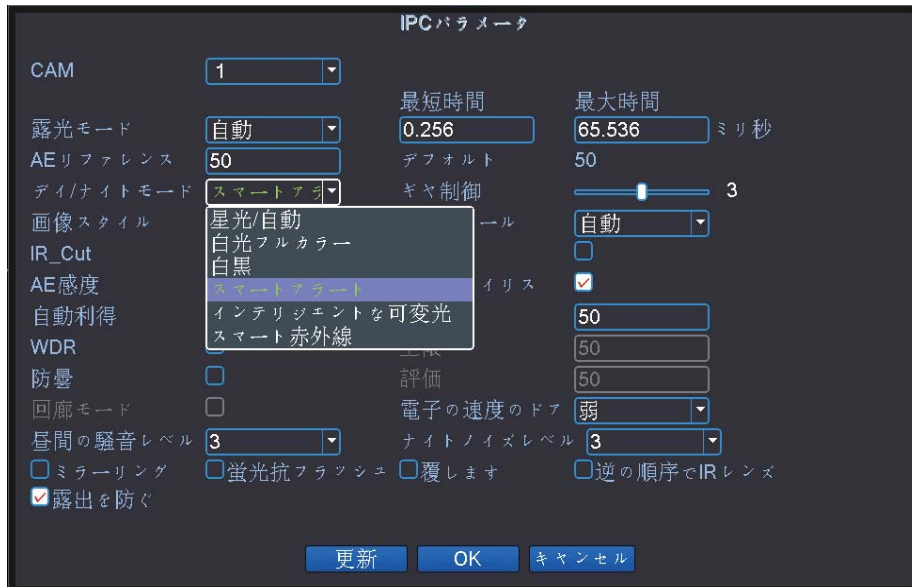 IPCパラメータ
CAM 1
最短時間 最大時間
露光モード 自動 0.256 65.536 ミリ秒
AEリファレンス 50 デフォルト 50
デイ/ナイトモード スマートアラ ギヤ制御 3
画像スタイル 星光/自動 ール 自動
白光フルカラー
IR_Cut 白黒
AE感度 スマートアラート イリス
自動利得 インテリジェントな可変光 50
WDR スマート赤外線 50
防曇 評価 50
回廊モード 電子の速度のドア 弱
昼間の騒音レベル 3 ナイトノイズレベル 3
ミラーリング 蛍光抗フラッシュ 覆します 逆の順序でIRレンズ
露出を防ぐ
更新 OK キャンセル